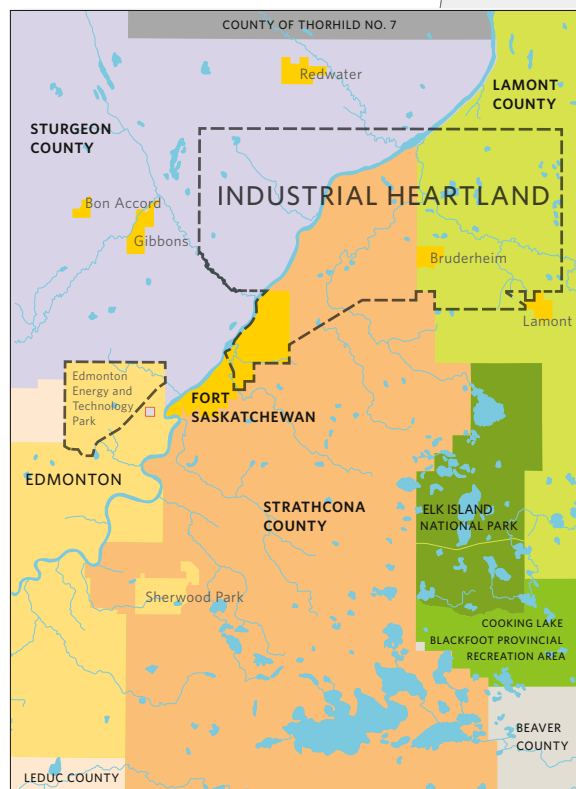 COUNTY OF THORHILD NO. 7
Redwater
LAMONT
COUNTY
STURGEON
COUNTY
INDUSTRIAL HEARTLAND
Bon Accord
Gibbons
Bruderheim
Lamont
Edmonton
Energy and
Technology
Park
FORT
SASKATCHEWAN
EDMONTON
STRATHCONA
COUNTY
ELK ISLAND
NATIONAL PARK
Sherwood Park
COOKING LAKE
BLACKFOOT PROVINCIAL
RECREATION AREA
BEAVER
COUNTY
LEDUC COUNTY